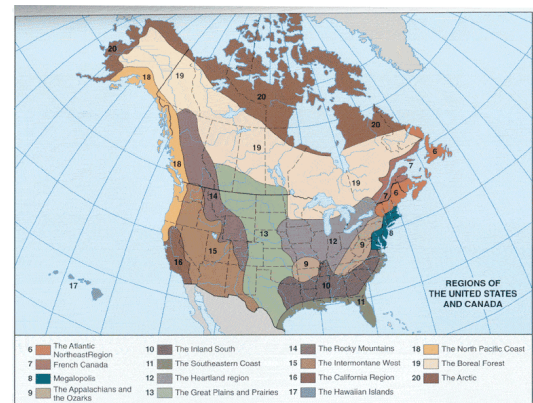 20
18
19
20
20
19
18
19
6
7
7
6
14
13
12
8
9
15
9
16
10
17
11
REGIONS OF
THE UNITED STATES
AND CANADA
6 The Atlantic
NortheastRegion
7 French Canada
8 Megalopolis
9 The Appalachians and
the Ozarks
10 The Inland South
11 The Southeastern Coast
12 The Heartland region
13 The Great Plains and Prairies
14 The Rocky Mountains
15 The Intermontane West
16 The California Region
17 The Hawaiian Islands
18 The North Pacific Coast
19 The Boreal Forest
20 The Arctic